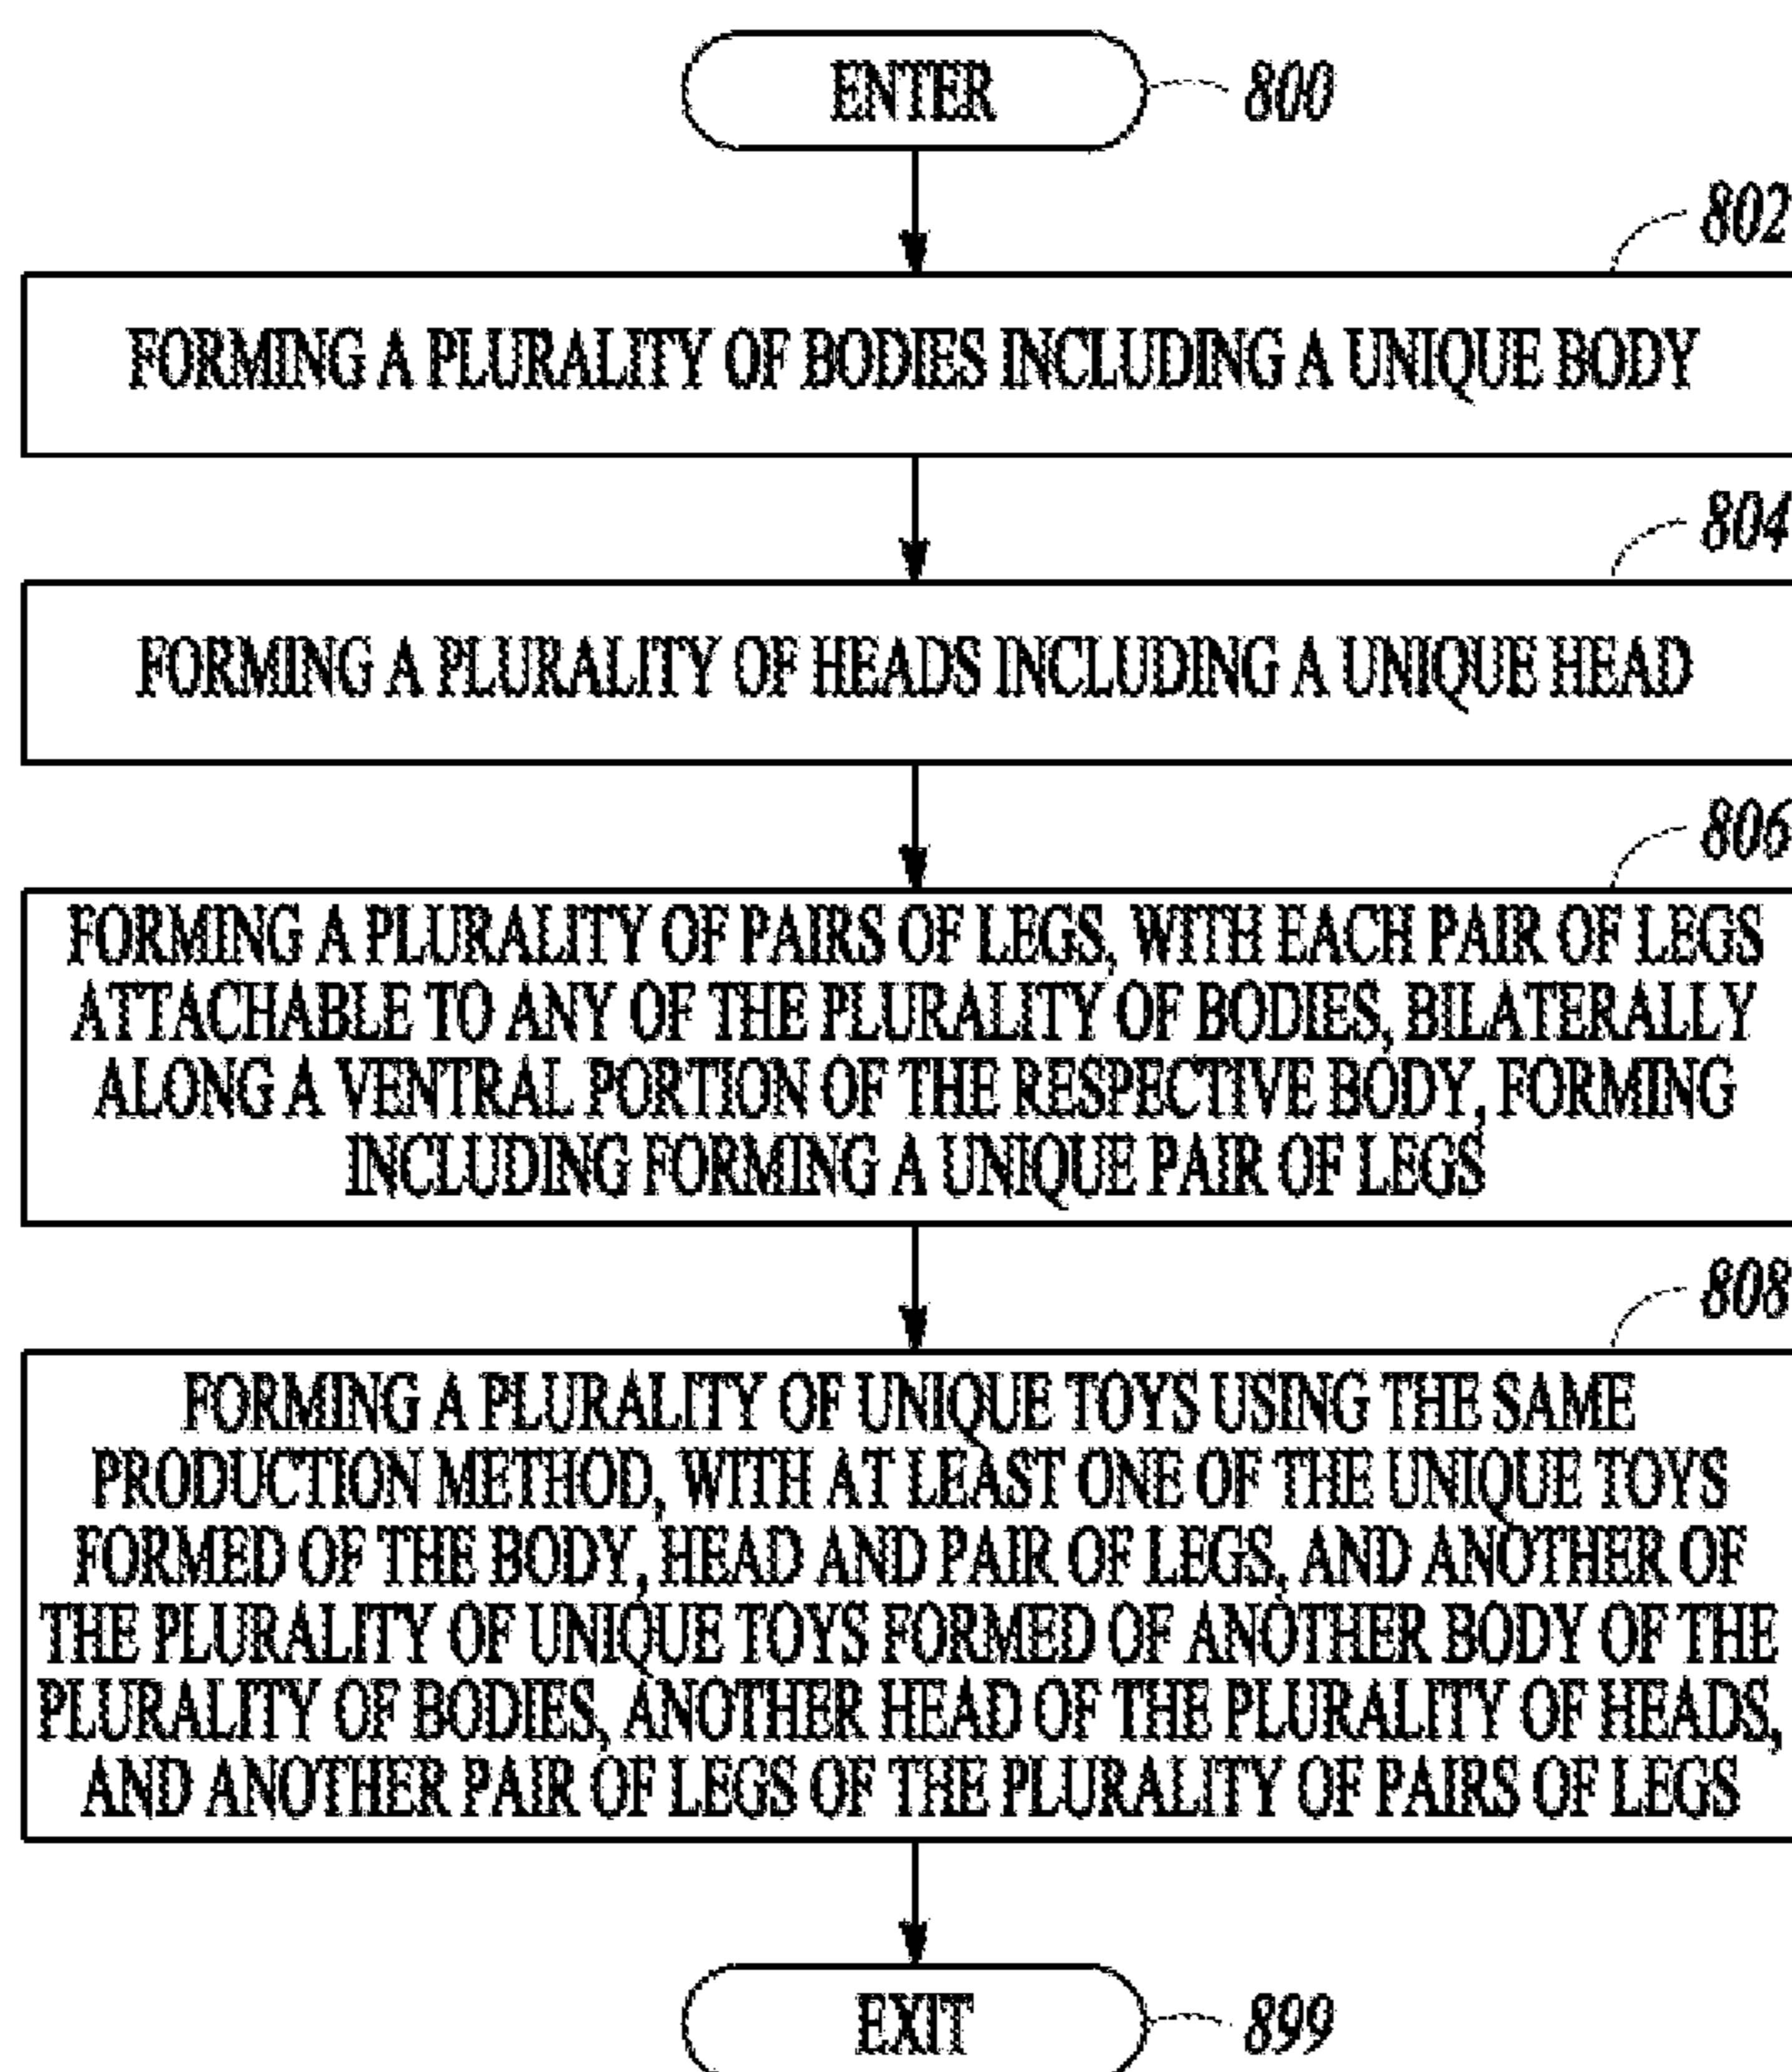 ENTER
800
802
FORMING A PLURALITY OF BODIES INCLUDING A UNIQUE BODY
804
FORMING A PLURALITY OF HEADS INCLUDING A UNIQUE HEAD
806
FORMING A PLURALITY OF PAIRS OF LEGS, WITH EACH PAIR OF LEGS
ATTACHABLE TO ANY OF THE PLURALITY OF BODIES, BILATERALLY
ALONG A VENTRAL PORTION OF THE RESPECTIVE BODY, FORMING
INCLUDING FORMING A UNIQUE PAIR OF LEGS
808
FORMING A PLURALITY OF UNIQUE TOYS USING THE SAME
PRODUCTION METHOD, WITH AT LEAST ONE OF THE UNIQUE TOYS
FORMED OF THE BODY, HEAD AND PAIR OF LEGS, AND ANOTHER OF
THE PLURALITY OF UNIQUE TOYS FORMED OF ANOTHER BODY OF THE
PLURALITY OF BODIES, ANOTHER HEAD OF THE PLURALITY OF HEADS,
AND ANOTHER PAIR OF LEGS OF THE PLURALITY OF PAIRS OF LEGS
EXIT
899